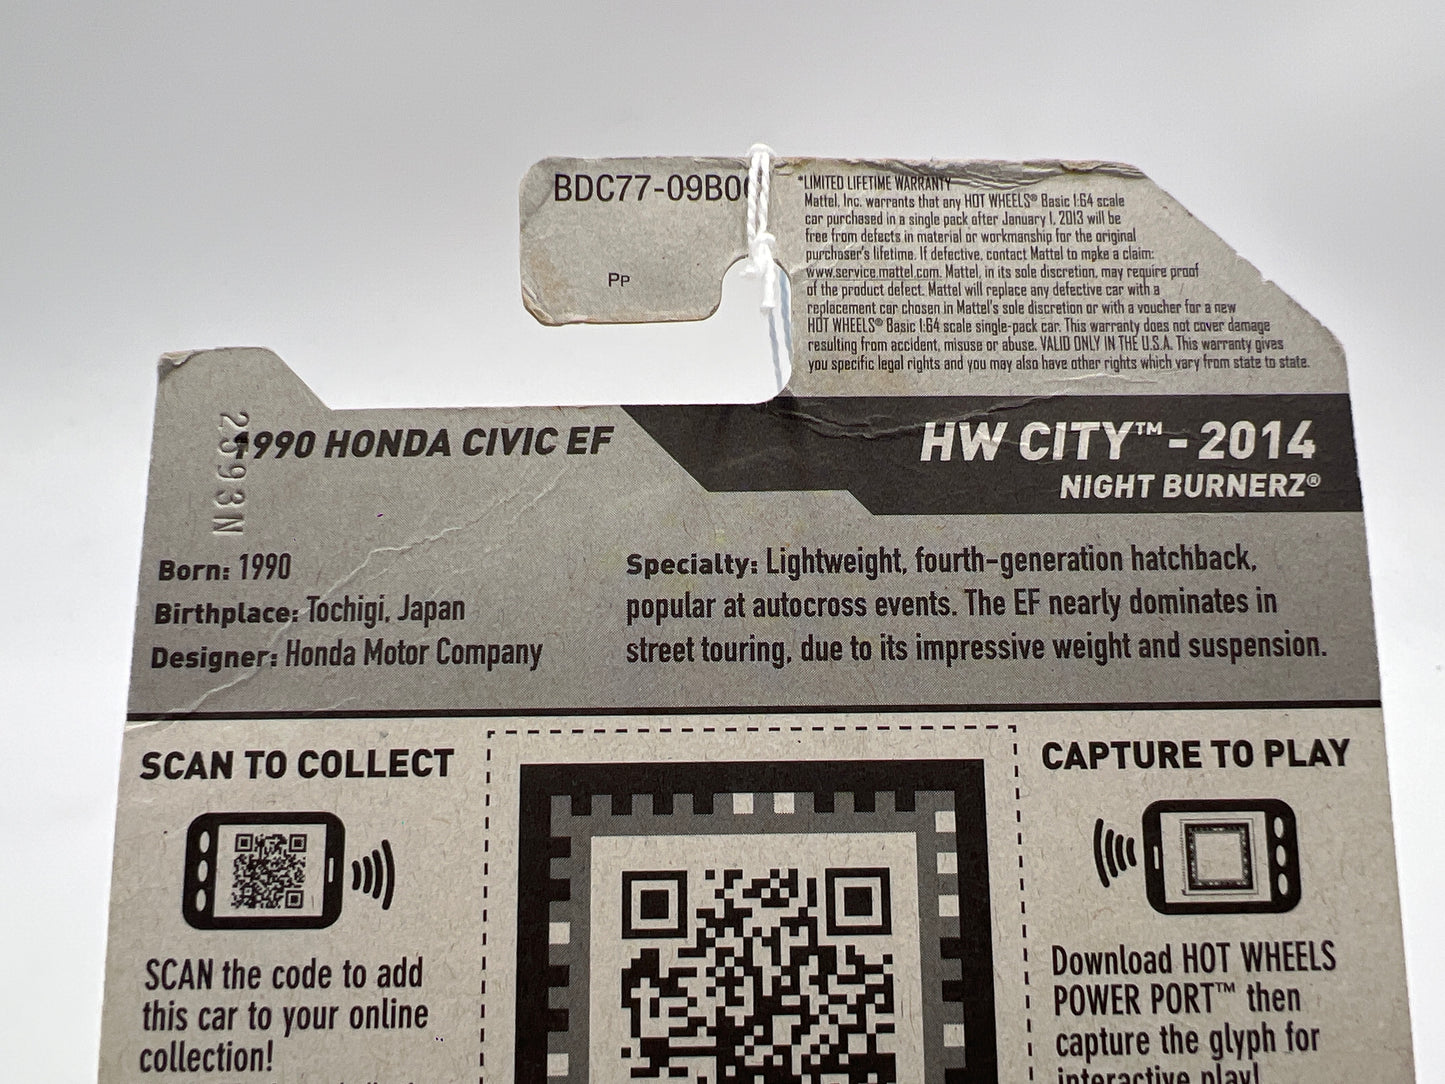 BDC77-09B0
Pp
*LIMITED LIFETIME WARRANTY
Mattel, Inc. warrants that any HOT WHEELS® Basic 1:64 scale
car purchased in a single pack after January 1, 2013 will be
free from defects in material or workmanship for the original
purchaser's lifetime. If defective, contact Mattel to make a claim:
www.service.mattel.com. Mattel, in its sole discretion, may require proof
of the product defect. Mattel will replace any defective car with a
replacement car chosen in Mattel's sole discretion or with a voucher for a new
HOT WHEELS® Basic 1:64 scale single-pack car. This warranty does not cover damage
resulting from accident, misuse or abuse. VALID ONLY IN THE U.S.A. This warranty gives
you specific legal rights and you may also have other rights which vary from state to state.
1990 HONDA CIVIC EF
HW CITY™ - 2014
NIGHT BURNERZ®
Born: 1990
Birthplace: Tochigi, Japan
Designer: Honda Motor Company
Specialty: Lightweight, fourth-generation hatchback,
popular at autocross events. The EF nearly dominates in
street touring, due to its impressive weight and suspension.
SCAN TO COLLECT
SCAN the code to add
this car to your online
collection!
CAPTURE TO PLAY
Download HOT WHEELS
POWER PORT™ then
capture the glyph for
interactive play!